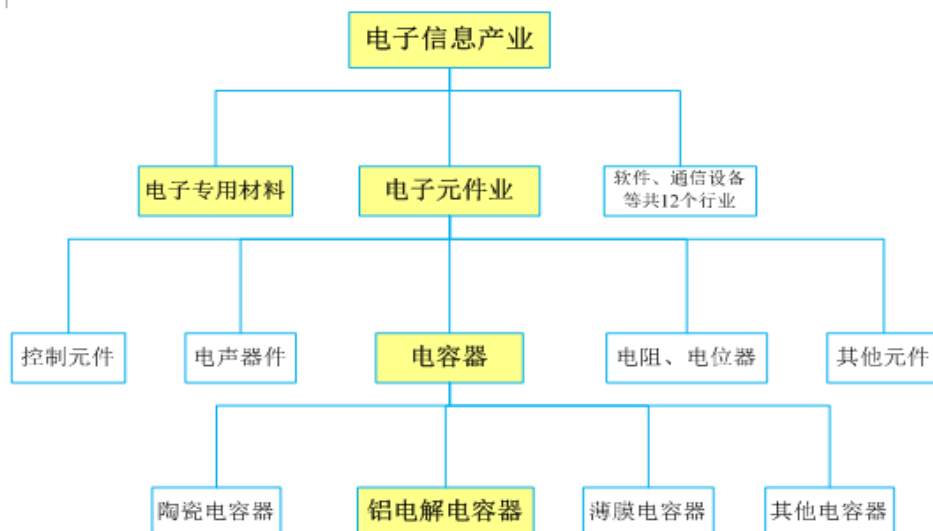 电子信息产业
电子专用材料
电子元件业
软件、通信设备
等共12个行业
控制元件
电声器件
电容器
电阻、电位器
其他元件
陶瓷电容器
铝电解电容器
薄膜电容器
其他电容器